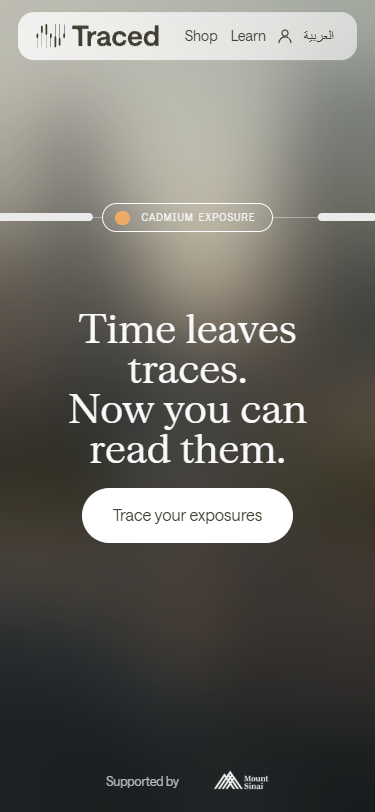 Traced
Shop
Learn
العربية
CADMIUM EXPOSURE
Time leaves
traces.
Now you can
read them.
Trace your exposures
Supported by
Mount
Sinai